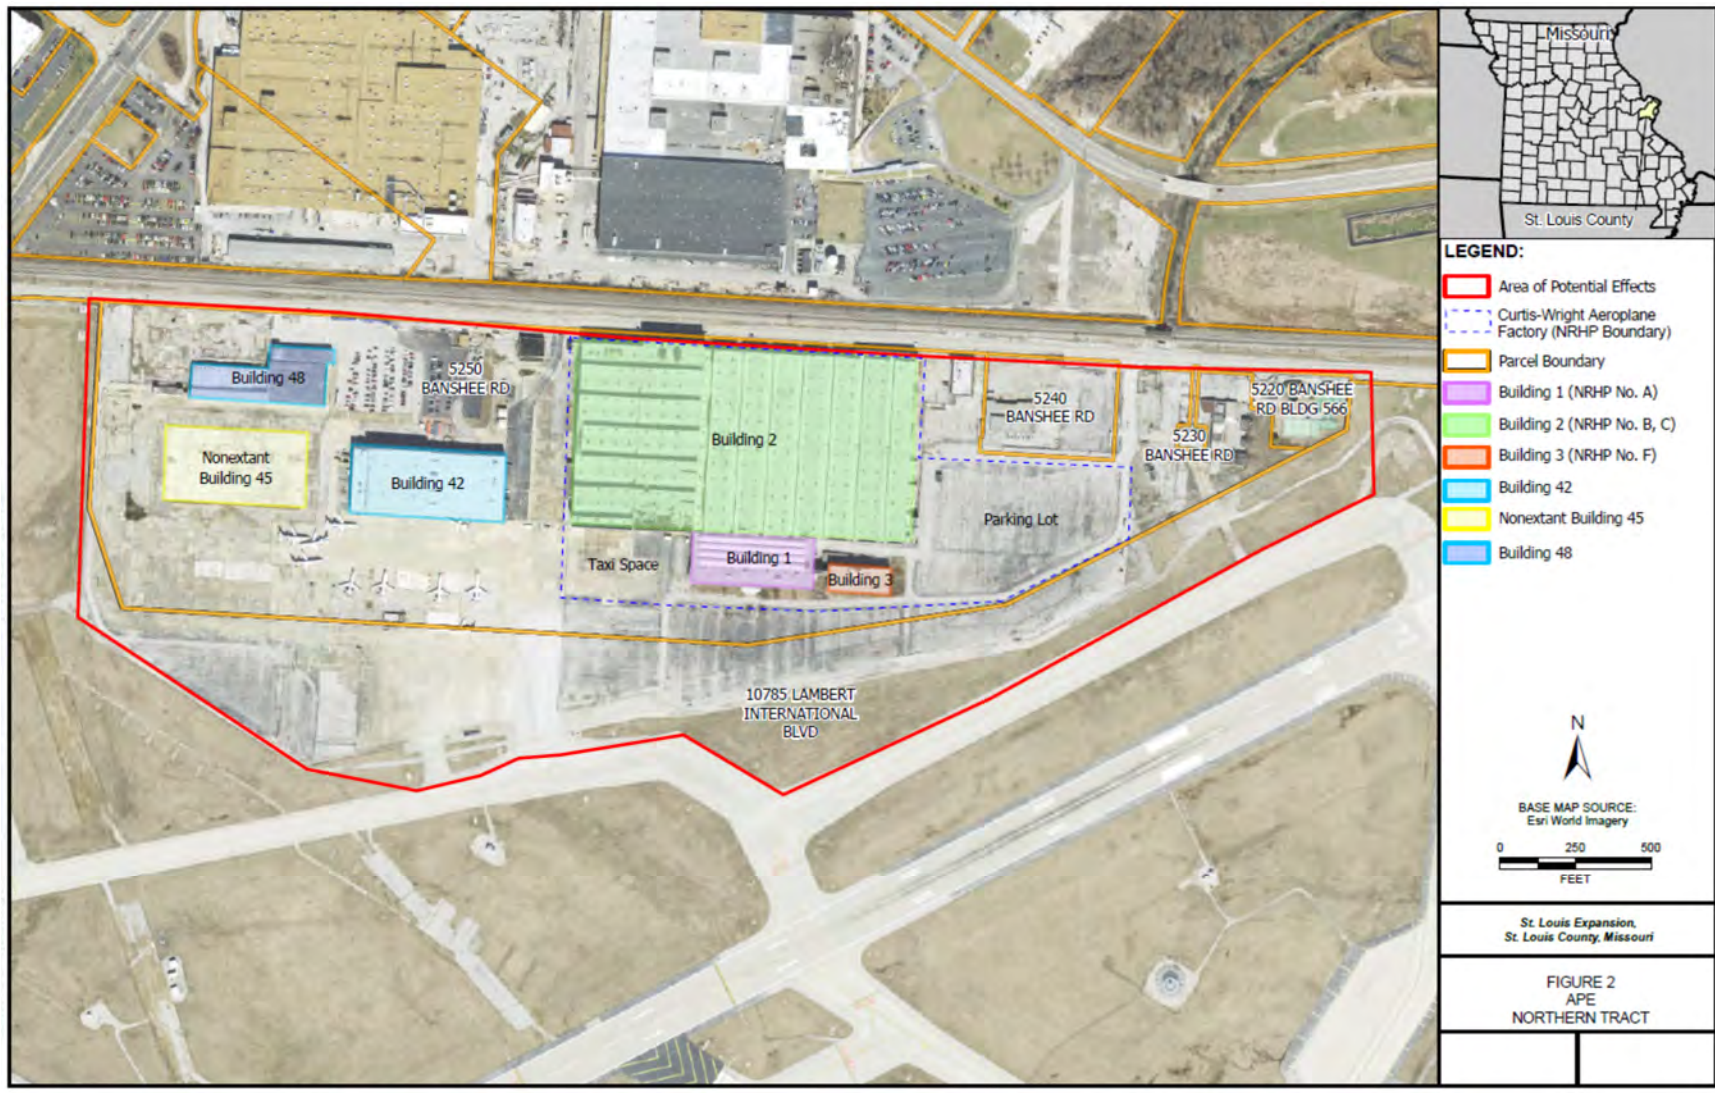 Missouri
St. Louis County
LEGEND:
Area of Potential Effects
Curtis-Wright Aeroplane
Factory (NRHP Boundary)
Parcel Boundary
Building 1 (NRHP No. A)
Building 2 (NRHP No. B, C)
Building 3 (NRHP No. F)
Building 42
Nonextant Building 45
Building 48
N
BASE MAP SOURCE:
Esri World Imagery
0 250 500
FEET
St. Louis Expansion,
St. Louis County, Missouri
FIGURE 2
APE
NORTHERN TRACT
Building 48
5250
BANSHEE RD
Nonextant
Building 45
Building 42
Building 2
5240
BANSHEE RD
5220 BANSHEE
RD BLDG 566
5230
BANSHEE RD
Parking Lot
Taxi Space
Building 1
Building 3
10785 LAMBERT
INTERNATIONAL
BLVD